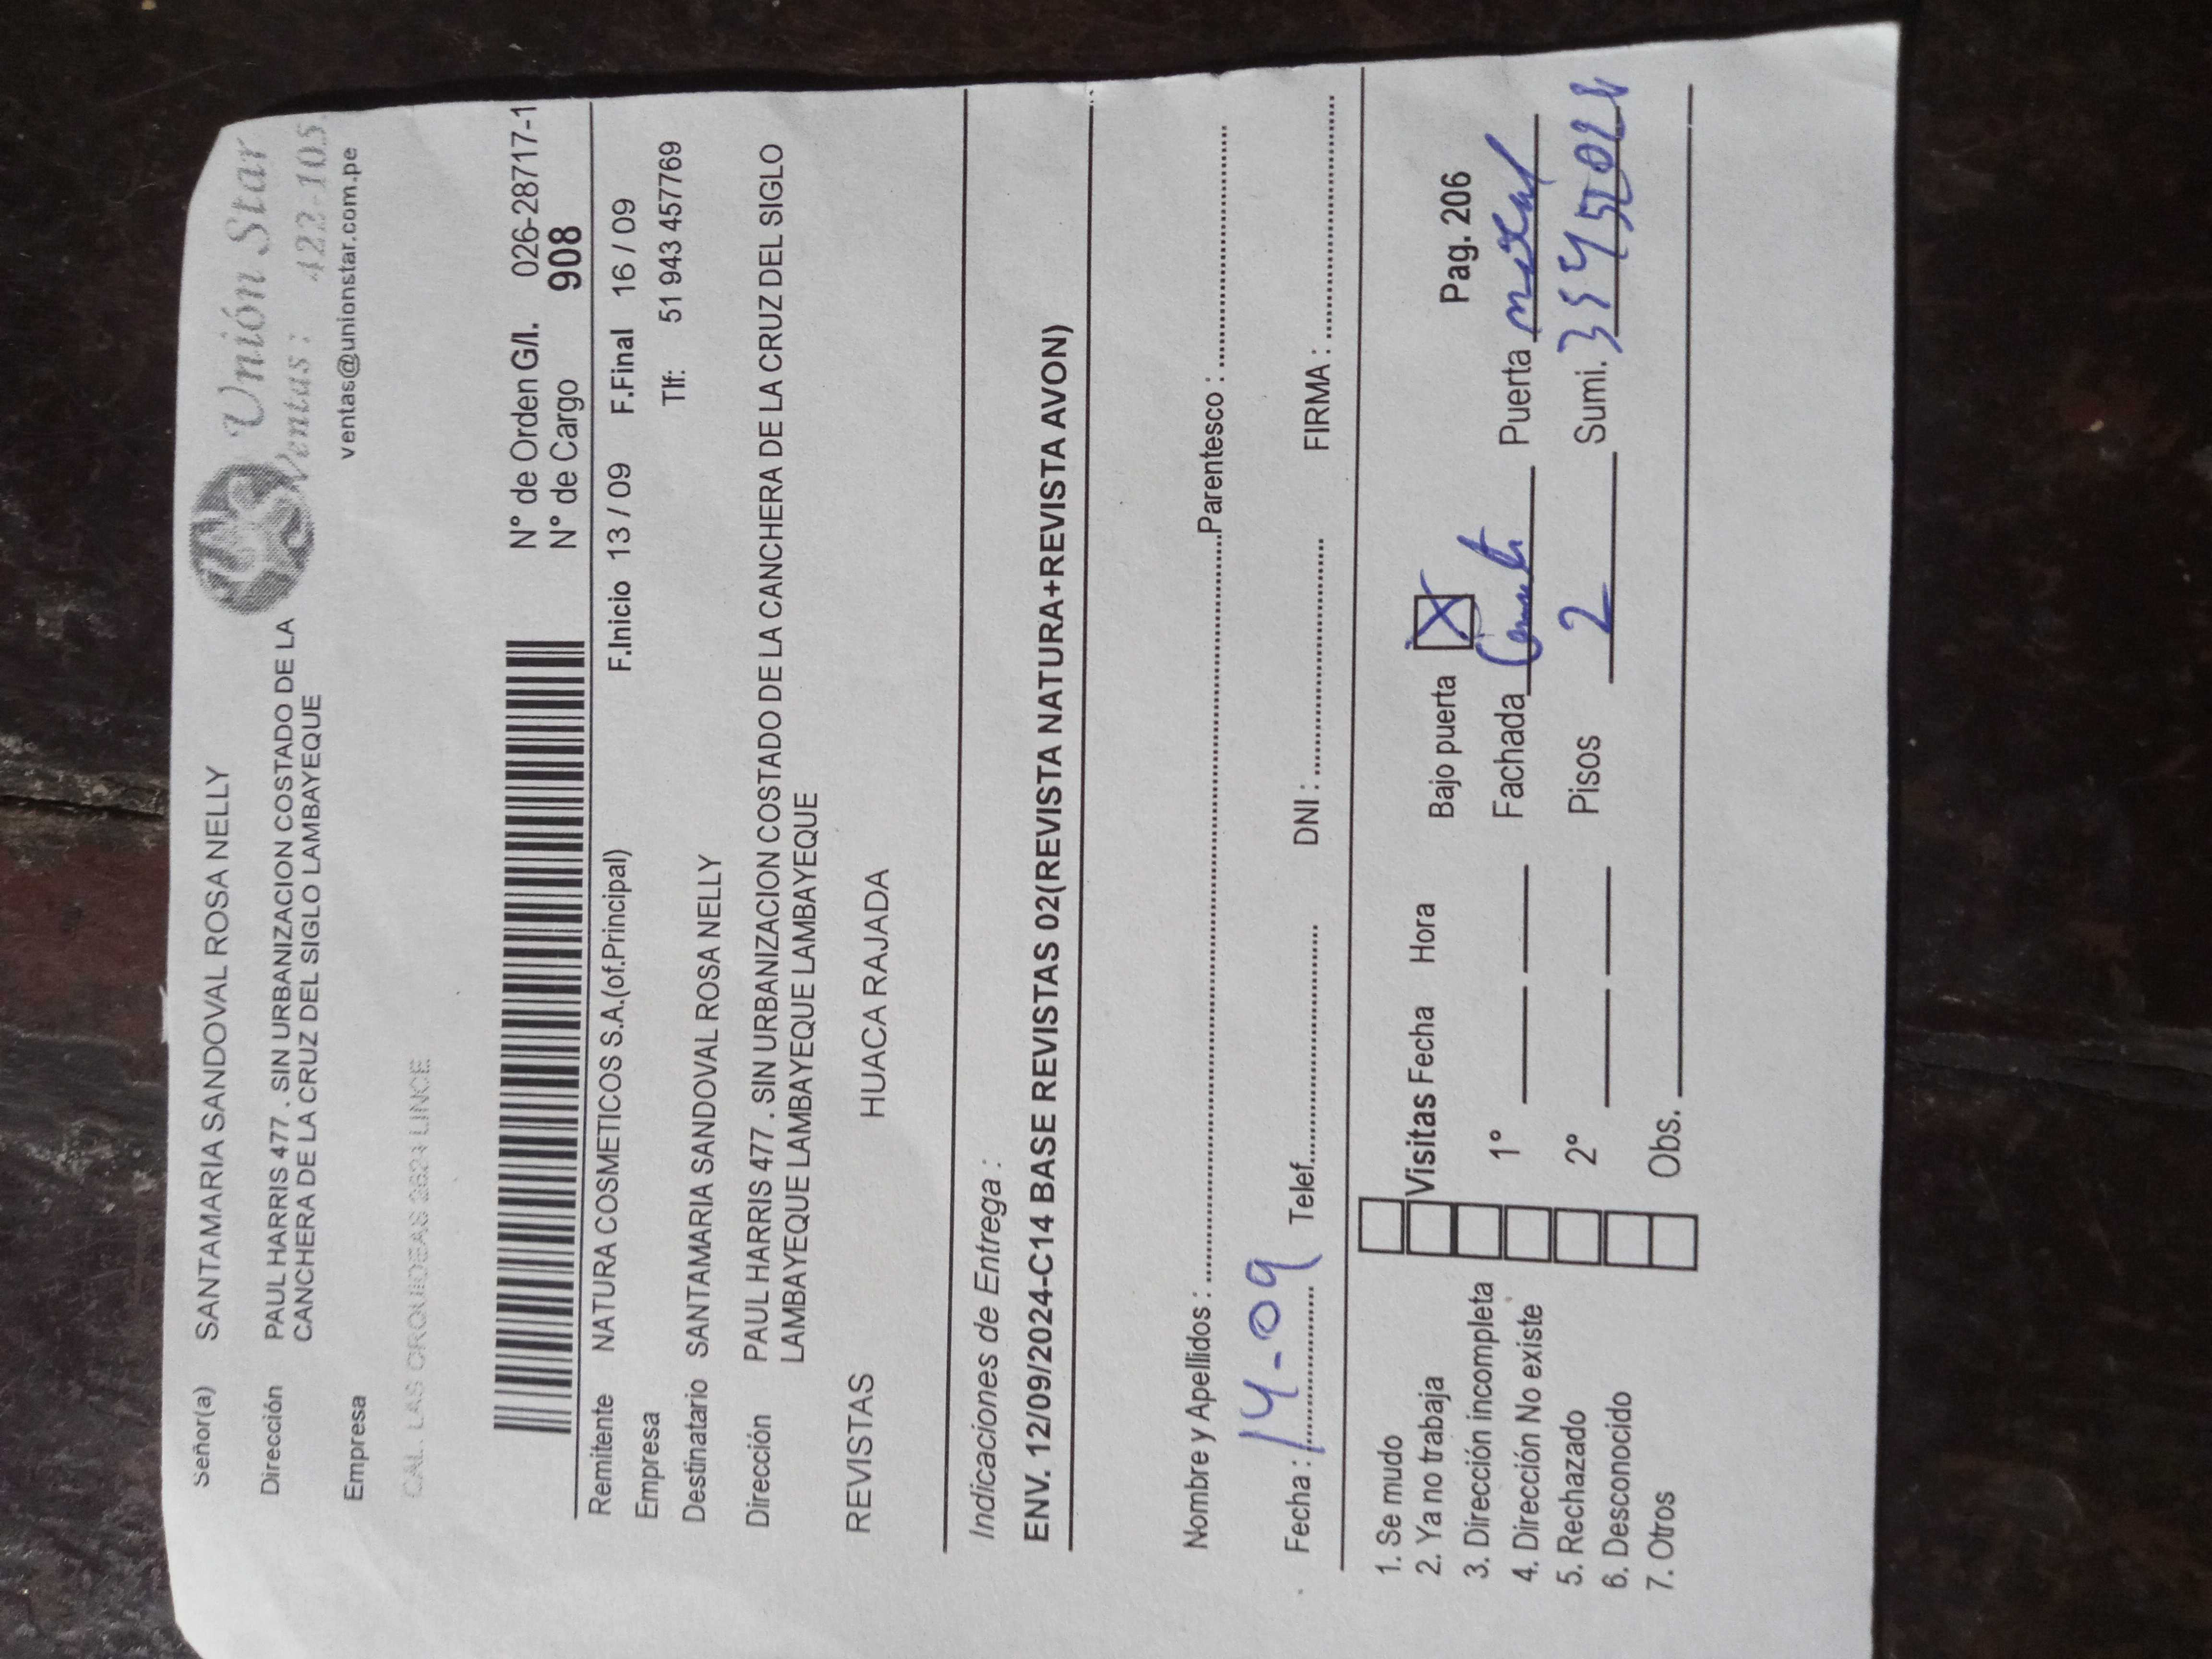 Señor(a) SANTAMARIA SANDOVAL ROSA NELLY
Unión Star
Dirección PAUL HARRIS 477 . SIN URBANIZACION COSTADO DE LA
CANCHERA DE LA CRUZ DEL SIGLO LAMBAYEQUE
Ventas : 422-105
Empresa
ventas@unionstar.com.pe
CAL. LAS ORQUIDEAS 2624 LINCE
N° de Orden G/I. 026-28717-1
N° de Cargo 908
Remitente NATURA COSMETICOS S.A.(of.Principal) F.Inicio 13 / 09 F.Final 16 / 09
Empresa Tlf: 51 943 457769
Destinatario SANTAMARIA SANDOVAL ROSA NELLY
Dirección PAUL HARRIS 477 . SIN URBANIZACION COSTADO DE LA CANCHERA DE LA CRUZ DEL SIGLO
LAMBAYEQUE LAMBAYEQUE LAMBAYEQUE
REVISTAS HUACA RAJADA
Indicaciones de Entrega :
ENV. 12/09/2024-C14 BASE REVISTAS 02(REVISTA NATURA+REVISTA AVON)
Nombre y Apellidos : Parentesco :
Fecha : 14-09 Telef. DNI : FIRMA :
1. Se mudo
2. Ya no trabaja Visitas Fecha Hora Bajo puerta X Pag. 206
3. Dirección incompleta
4. Dirección No existe 1° Fachada Puerta
5. Rechazado 2° Pisos 2 Sumi.
6. Desconocido
7. Otros Obs.